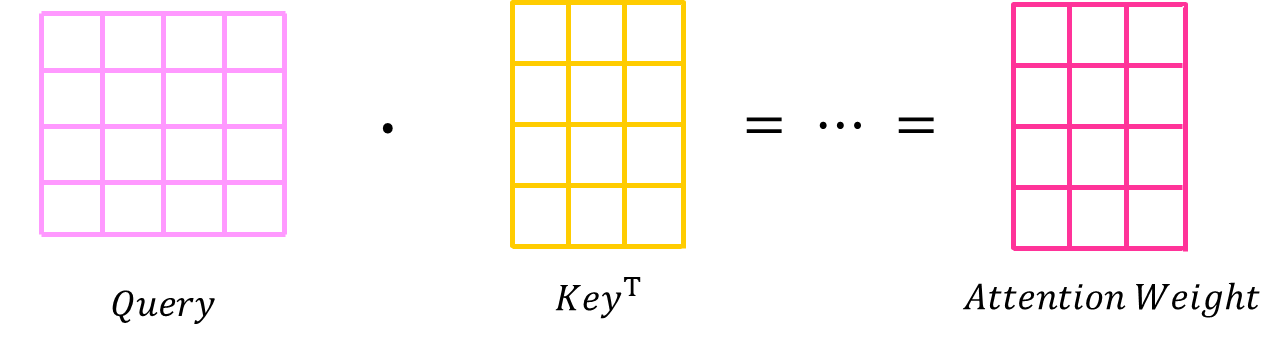 · = ⋯ =
Query Key^T Attention Weight